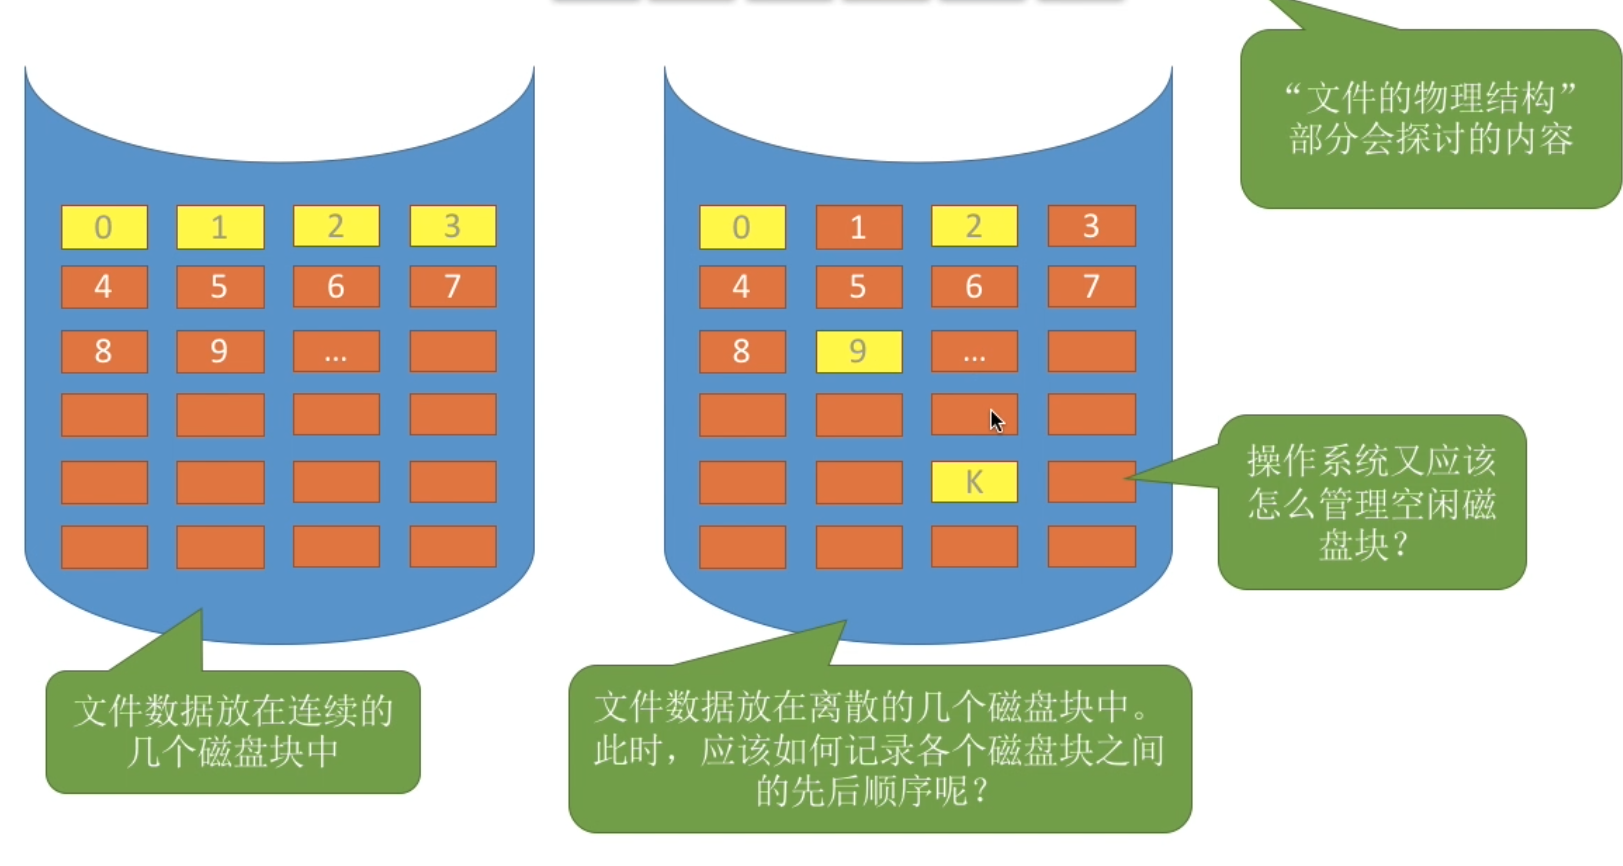 “文件的物理结构”
部分会探讨的内容
0 1 2 3
4 5 6 7
8 9 ...
0 1 2 3
4 5 6 7
8 9 ...
K
操作系统又应该
怎么管理空闲磁
盘块？
文件数据放在连续的
几个磁盘块中
文件数据放在离散的几个磁盘块中。
此时，应该如何记录各个磁盘块之间
的先后顺序呢？